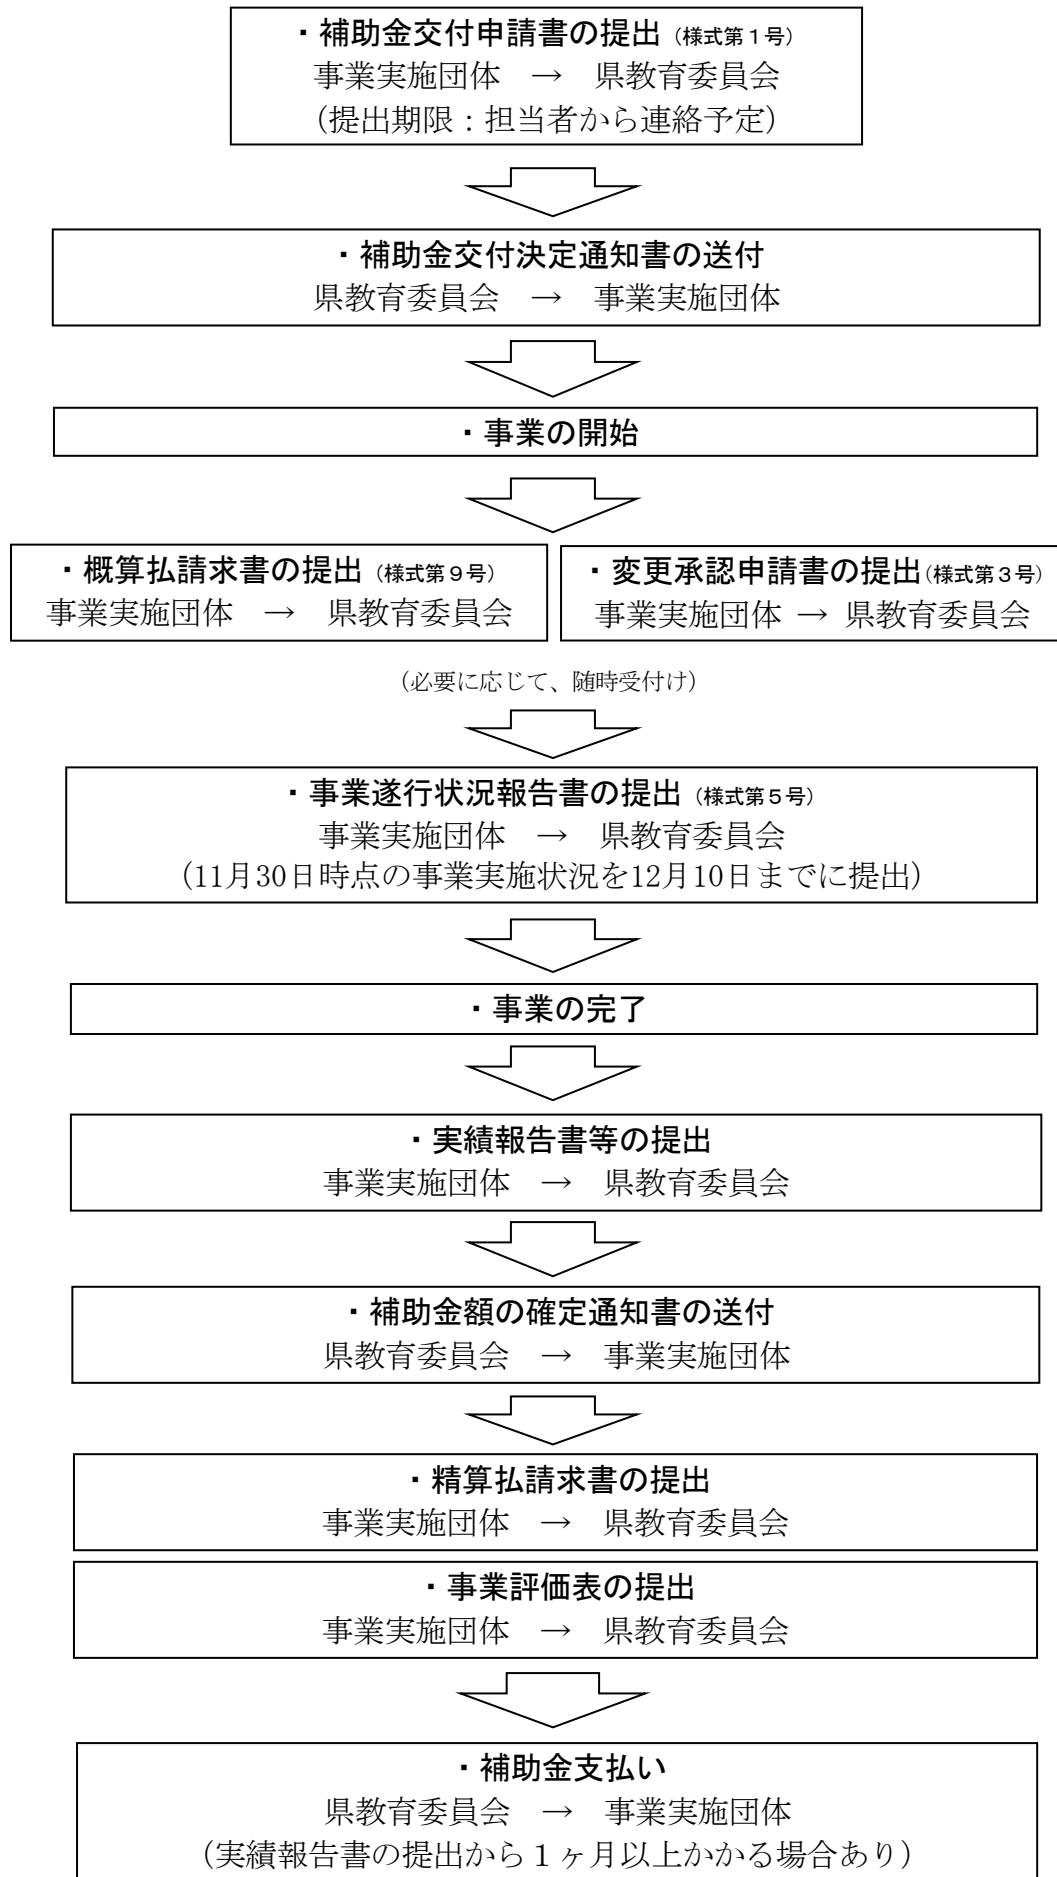 ・補助金交付申請書の提出（様式第１号）
事業実施団体　→　県教育委員会
（提出期限：担当者から連絡予定）
・補助金交付決定通知書の送付
県教育委員会　→　事業実施団体
・事業の開始
・概算払請求書の提出（様式第９号）
事業実施団体　→　県教育委員会
・変更承認申請書の提出（様式第３号）
事業実施団体 → 県教育委員会
（必要に応じて、随時受付け）
・事業遂行状況報告書の提出（様式第５号）
事業実施団体　→　県教育委員会
（11月30日時点の事業実施状況を12月10日までに提出）
・事業の完了
・実績報告書等の提出
事業実施団体　→　県教育委員会
・補助金額の確定通知書の送付
県教育委員会　→　事業実施団体
・精算払請求書の提出
事業実施団体　→　県教育委員会
・事業評価表の提出
事業実施団体　→　県教育委員会
・補助金支払い
県教育委員会　→　事業実施団体
（実績報告書の提出から１ヶ月以上かかる場合あり）